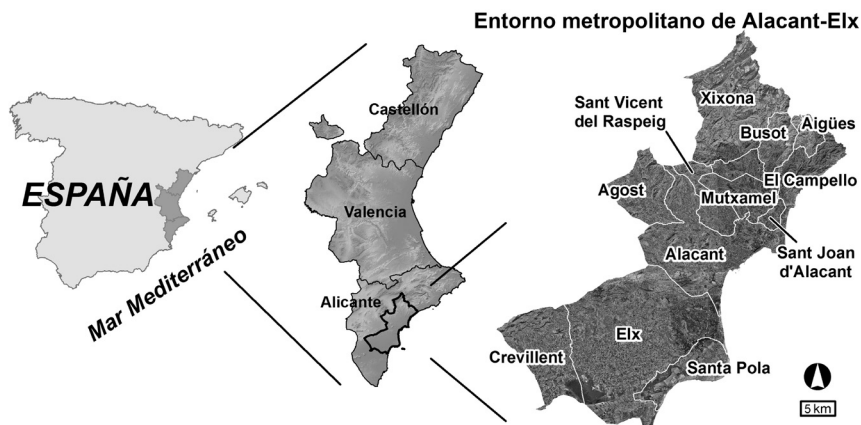 Entorno metropolitano de Alacant-Elx
ESPAÑA
Mar Mediterráneo
Castellón
Valencia
Alicante
Xixona
Sant Vicent
del Raspeig
Busot
Aigües
Agost
El Campello
Mutxamel
Alacant
Sant Joan
d'Alacant
Elx
Crevillent
Santa Pola
5 km